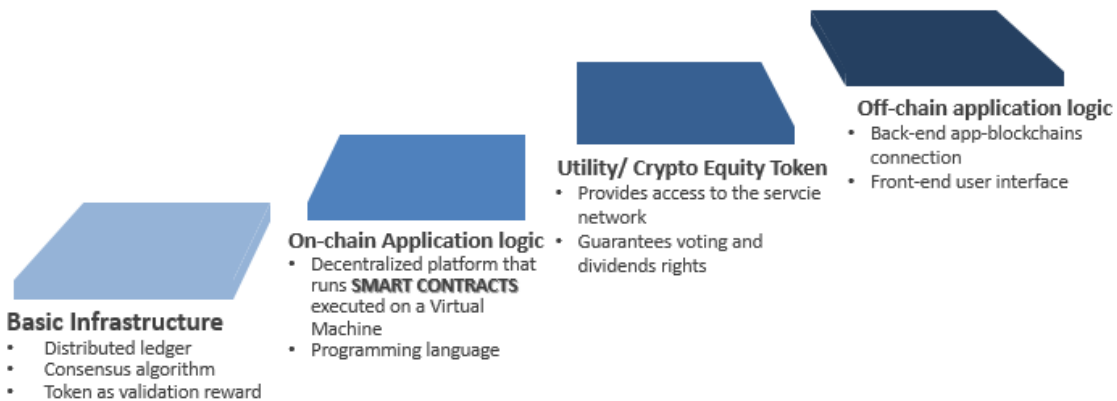 Basic Infrastructure
• Distributed ledger
• Consensus algorithm
• Token as validation reward
On-chain Application logic
• Decentralized platform that
runs SMART CONTRACTS
executed on a Virtual
Machine
• Programming language
Utility/ Crypto Equity Token
• Provides access to the servcie
network
• Guarantees voting and
dividends rights
Off-chain application logic
• Back-end app-blockchains
connection
• Front-end user interface